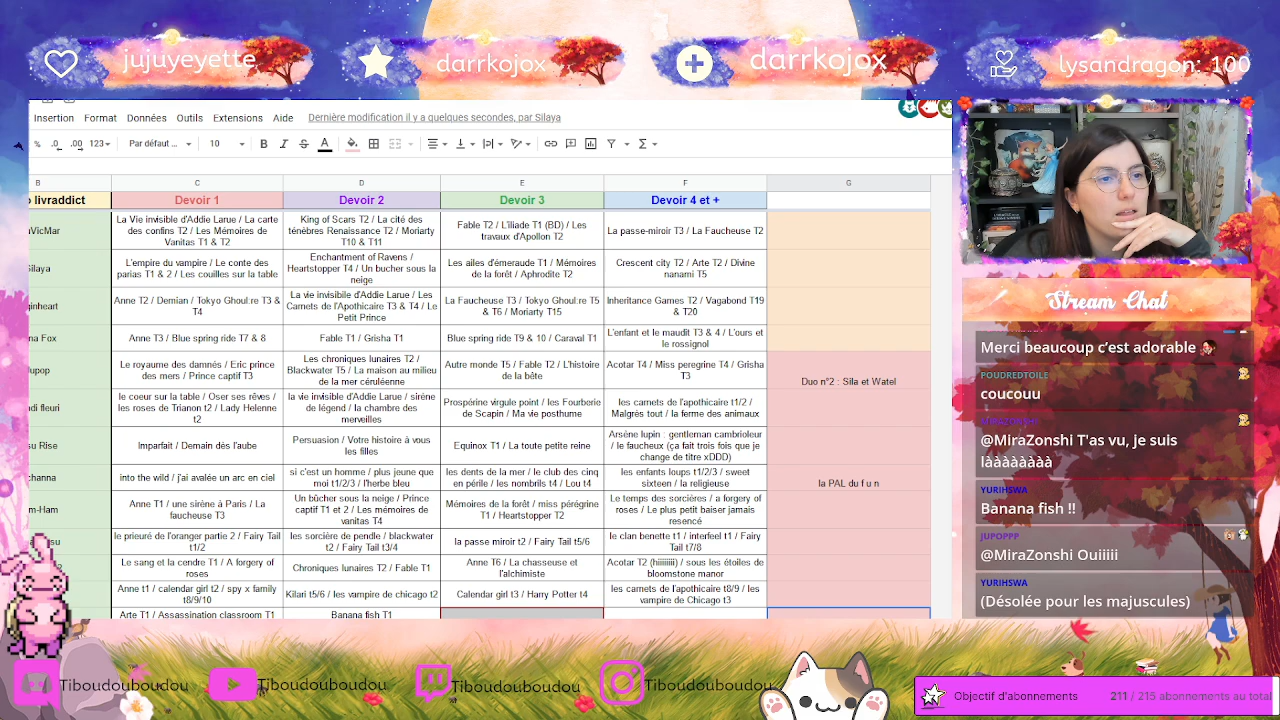 jujuyeyette
darrkojox
darrkojox
lysandragon: 100
Insertion Format Données Outils Extensions Aide Dernière modification il y a quelques secondes, par Silaya
% .0 .00 123 Par défaut ... 10 B I S A
B C D E F G
livraddict Devoir 1 Devoir 2 Devoir 3 Devoir 4 et +
VicMar
La Vie invisible d'Addie Larue / La carte
des confins T2 / Les Mémoires de
Vanitas T1 & T2
King of Scars T2 / La cité des
ténèbres Renaissance T2 / Moriarty
T10 & T11
Fable T2 / L'iliade T1 (BD) / Les
travaux d'Apollon T2
La passe-miroir T3 / La Faucheuse T2
Silaya
L'empire du vampire / Le conte des
parias T1 & 2 / Les couilles sur la table
Enchantment of Ravens /
Heartstopper T4 / Un bucher sous la
neige
Les ailes d'émeraude T1 / Mémoires
de la forêt / Aphrodite T2
Crescent city T2 / Arte T2 / Divine
nanami T5
ginheart
Anne T2 / Demian / Tokyo Ghoul:re T3 &
T4
La vie invisibile d'Addie Larue / Les
Carnets de l'Apothicaire T3 & T4 / Le
Petit Prince
La Faucheuse T3 / Tokyo Ghoul:re T5
& T6 / Moriarty T15
Inheritance Games T2 / Vagabond T19
& T20
na Fox
Anne T3 / Blue spring ride T7 & 8
Fable T1 / Grisha T1
Blue spring ride T9 & 10 / Caraval T1
L'enfant et le maudit T3 & 4 / L'ours et
le rossignol
upop
Le royaume des damnés / Eric prince
des mers / Prince captif T3
Les chroniques lunaires T2 /
Blackwater T5 / La maison au milieu
de la mer céruléenne
Autre monde T5 / Fable T2 / L'histoire
de la bête
Acotar T4 / Miss peregrine T4 / Grisha
T3
Duo n°2 : Sila et Watel
di fleuri
le coeur sur la table / Oser ses rêves /
les roses de Trianon t2 / Lady Helenne
t2
la vie invisible d'Addie larue / sirène
de légend / la chambre des
merveilles
Prospérine virgule point / les Fourberie
de Scapin / Ma vie posthume
les carnets de l'apothicaire t1/2 /
Malgrès tout / la ferme des animaux
su Rise
Imparfait / Demain dès l'aube
Persuasion / Votre histoire à vous
les filles
Equinox T1 / La toute petite reine
Arsène lupin : gentleman cambrioleur
/ le faucheux (ça fait trois fois que je
change de titre xDDD)
channa
into the wild / j'ai avalée un arc en ciel
si c'est un homme / plus jeune que
moi t1/2/3 / l'herbe bleu
les dents de la mer / le club des cinq
en périle / les nombrils t4 / Lou t4
les enfants loups t1/2/3 / sweet
sixteen / la religieuse
la PAL du f u n
m-Ham
Anne T1 / une sirène à Paris / La
faucheuse T3
Un bûcher sous la neige / Prince
captif T1 et 2 / Les mémoires de
vanitas T4
Mémoires de la forêt / miss pérégrine
T1 / Heartstopper T2
Le temps des sorcières / a forgery of
roses / Le plus petit baiser jamais
resencé
su
le prieuré de l'oranger partie 2 / Fairy Tail
t1/2
les sorcière de pendle / blackwater
t2 / Fairy Tail t3/4
la passe miroir t2 / Fairy Tail t5/6
le clan benette t1 / interfeel t1 / Fairy
Tail t7/8
Le sang et la cendre T1 / A forgery of
roses
Chroniques lunaires T2 / Fable T1
Anne T6 / La chasseuse et
l'alchimiste
Acotar T2 (hiiiiiiii) / sous les étoiles de
bloomstone manor
Anne t1 / calendar girl t2 / spy x family
t8/9/10
Kilari t5/6 / les vampire de chicago t2
Calendar girl t3 / Harry Potter t4
les carnets de l'apothicaire t8/9 / les
vampire de Chicago t3
Arte T1 / Assassination classroom T1
Banana fish T1
Stream Chat
Merci beaucoup c'est adorable
POUDREDTOILE
coucouu
@MiraZonshi T'as vu, je suis
lààààààààà
YURIHSWA
Banana fish !!
JUPOPPP
@MiraZonshi Ouiiiii
YURIHSWA
(Désolée pour les majuscules)
Tiboudouboudou
Tiboudouboudou
Tiboudouboudou
Tiboudouboudou
Objectif d'abonnements 211 / 215 abonnements au total